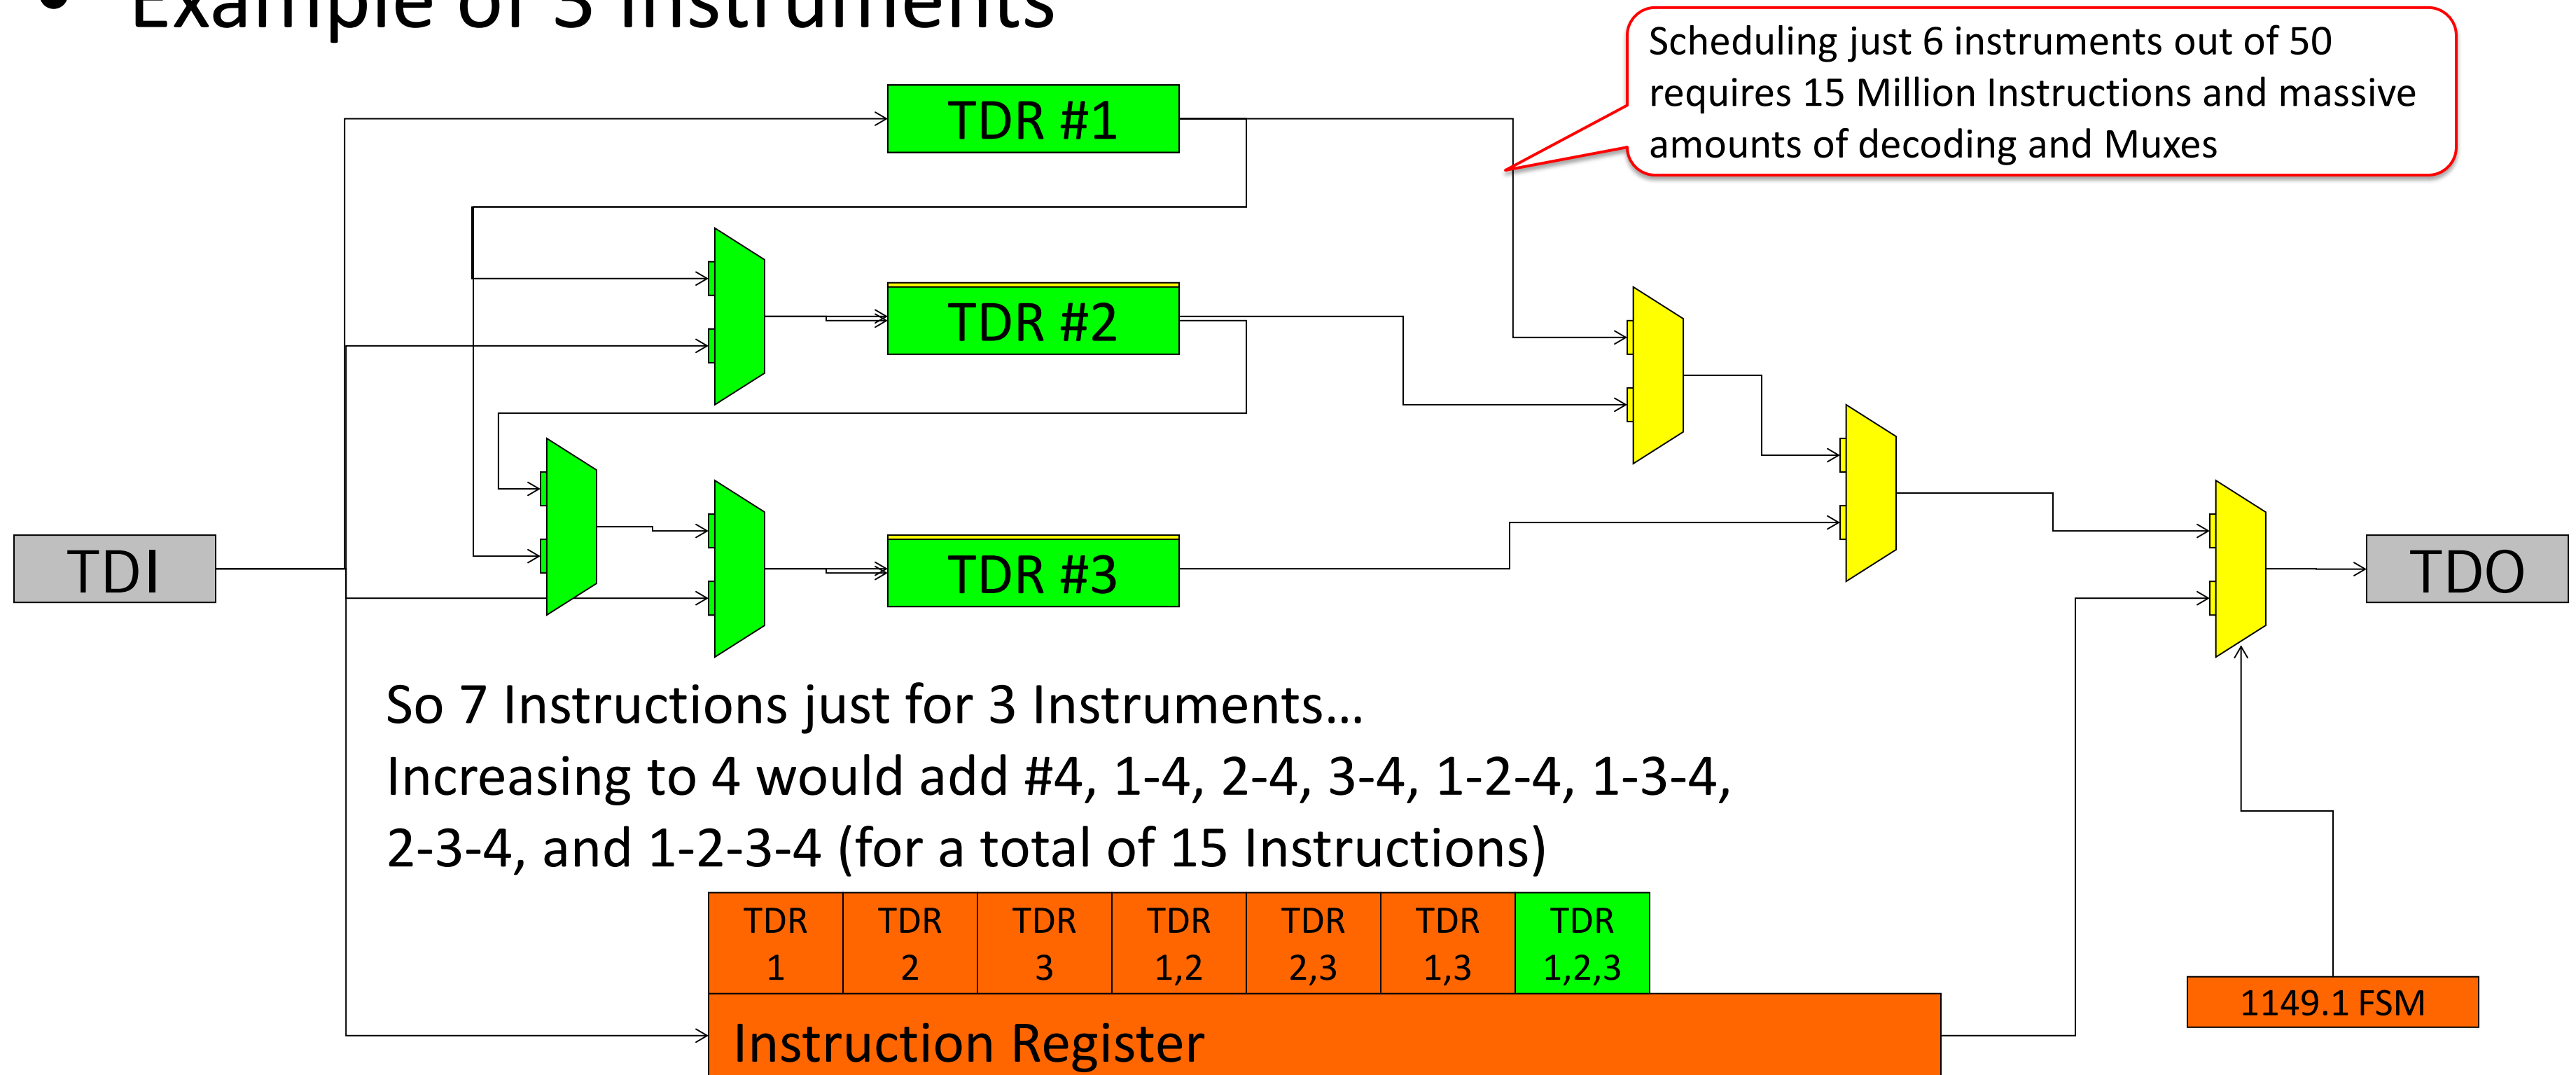 • Example of 3 Instruments
Scheduling just 6 instruments out of 50
requires 15 Million Instructions and massive
amounts of decoding and Muxes
TDR #1
TDR #2
TDR #3
TDI
TDO
So 7 Instructions just for 3 Instruments...
Increasing to 4 would add #4, 1-4, 2-4, 3-4, 1-2-4, 1-3-4,
2-3-4, and 1-2-3-4 (for a total of 15 Instructions)
TDR 1
TDR 2
TDR 3
TDR 1,2
TDR 2,3
TDR 1,3
TDR 1,2,3
Instruction Register
1149.1 FSM